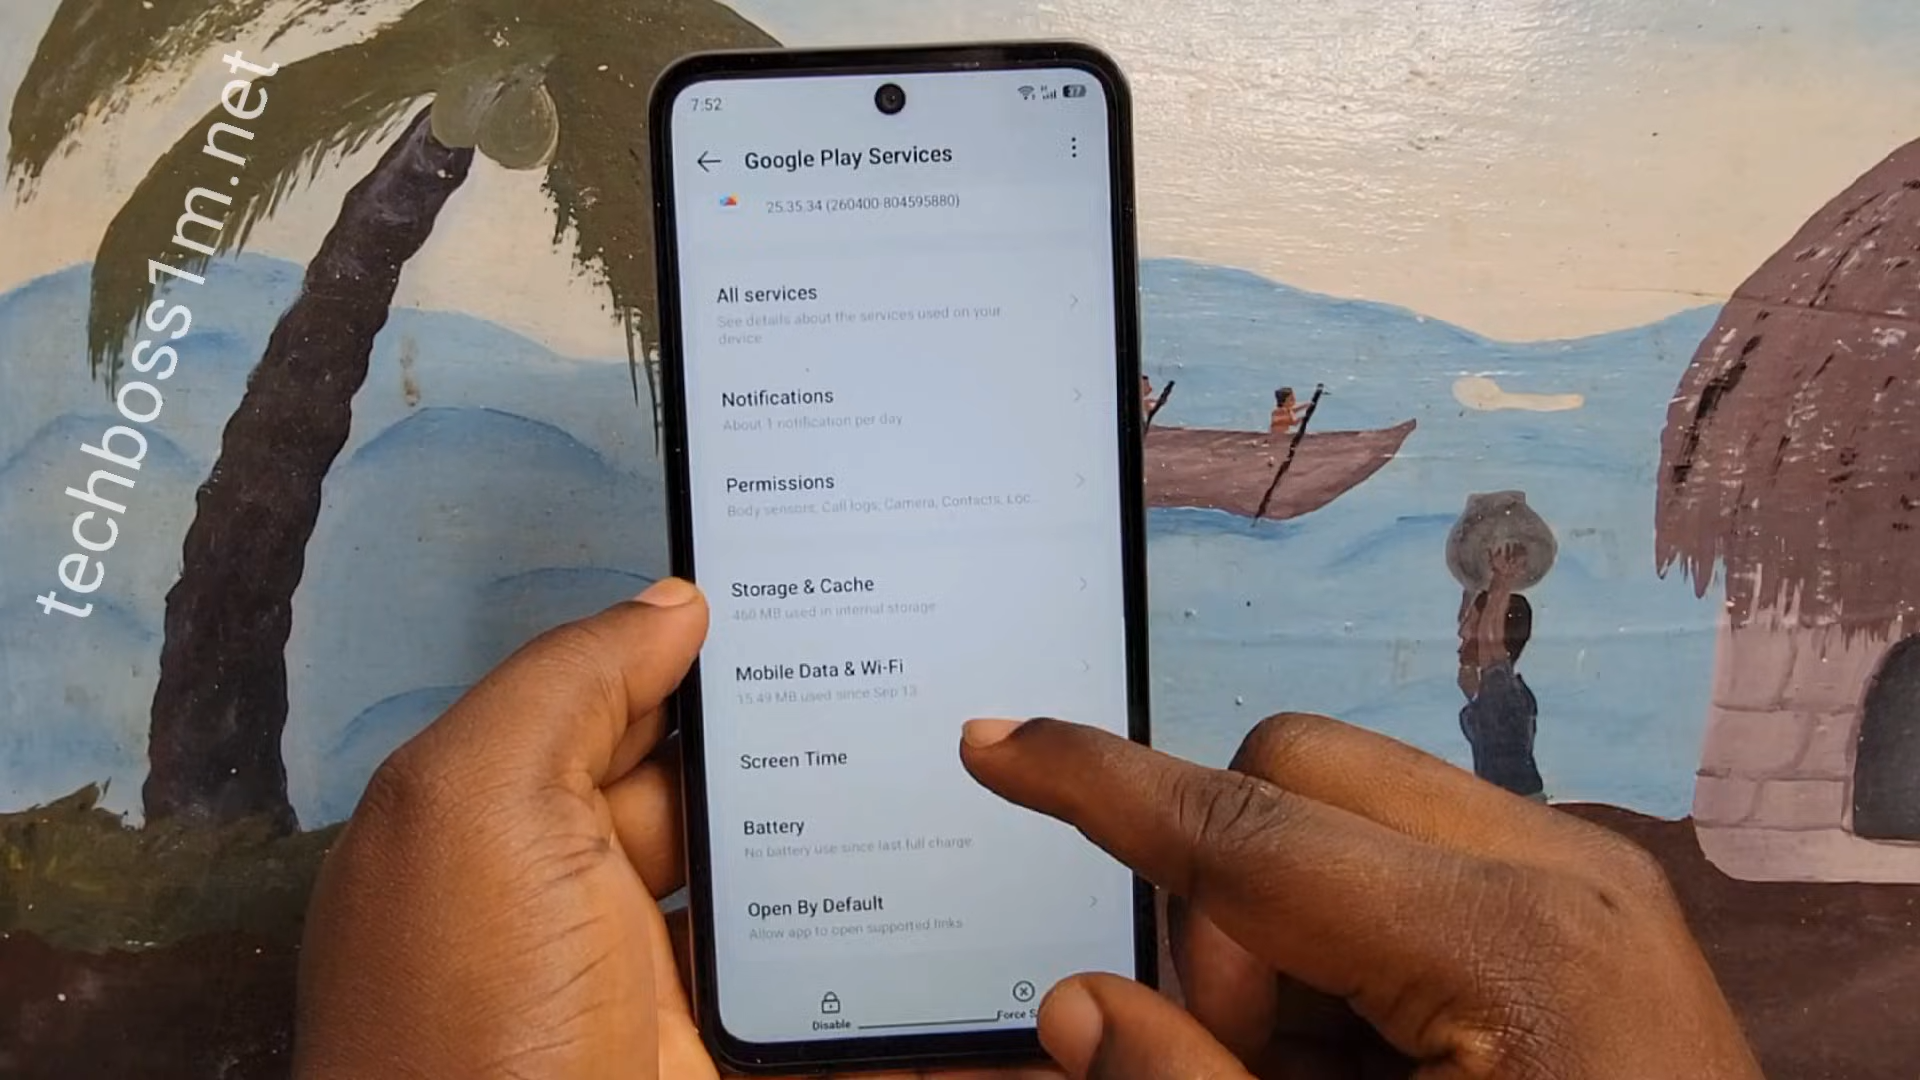 techboss1m.net
7:52
37
Google Play Services
25.35.34 (260400-804595880)
All services
See details about the services used on your
device
Notifications
About 1 notification per day
Permissions
Body sensors, Call logs, Camera, Contacts, Loc...
Storage & Cache
460 MB used in internal storage
Mobile Data & Wi-Fi
15.49 MB used since Sep 13
Screen Time
Battery
No battery use since last full charge
Open By Default
Allow app to open supported links
Disable
Force S